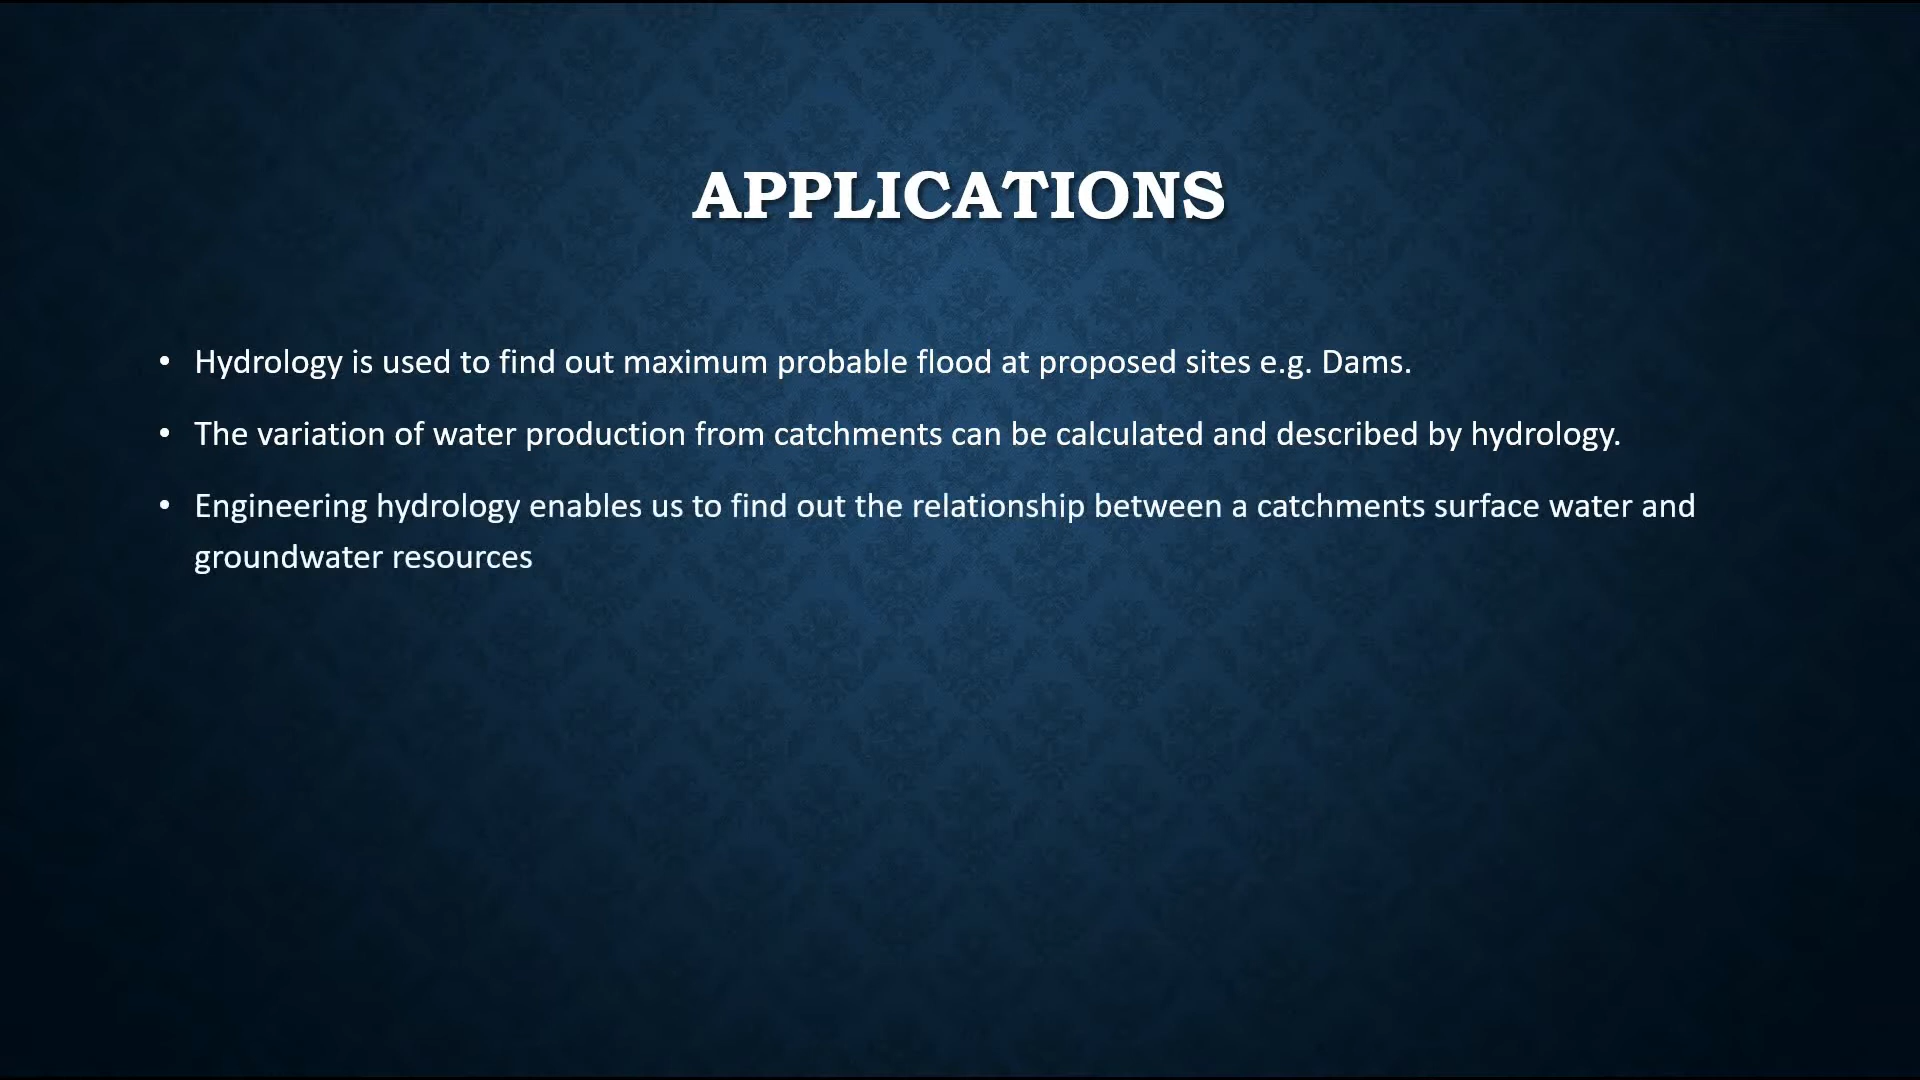 APPLICATIONS
• Hydrology is used to find out maximum probable flood at proposed sites e.g. Dams.
• The variation of water production from catchments can be calculated and described by hydrology.
• Engineering hydrology enables us to find out the relationship between a catchments surface water and
groundwater resources